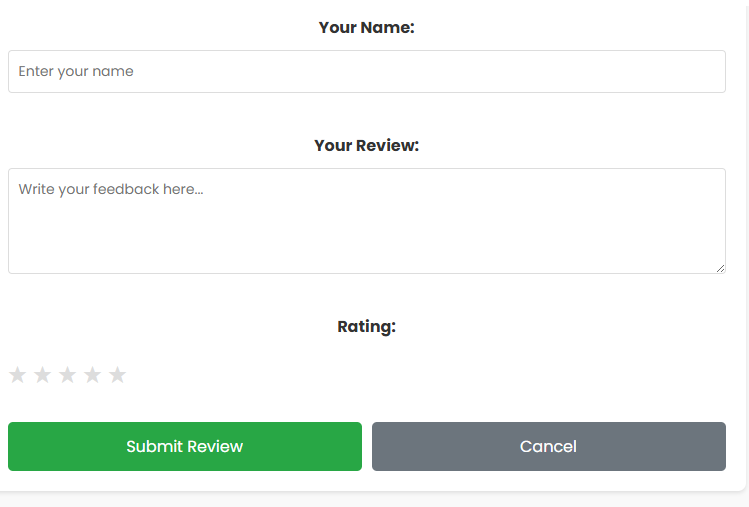 Your Name:
Enter your name
Your Review:
Write your feedback here...
Rating:
Submit Review
Cancel